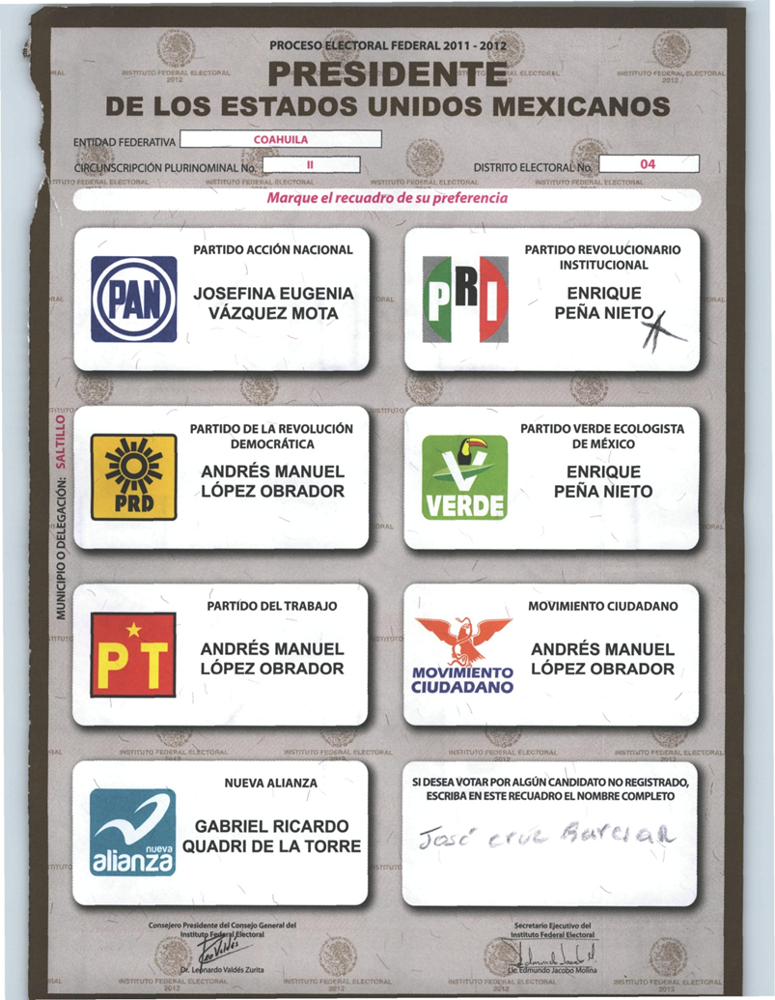 PROCESO ELECTORAL FEDERAL 2011 - 2012
PRESIDENTE
DE LOS ESTADOS UNIDOS MEXICANOS
ENTIDAD FEDERATIVA COAHUILA
CIRCUNSCRIPCIÓN PLURINOMINAL No. II DISTRITO ELECTORAL No. 04
Marque el recuadro de su preferencia
MUNICIPIO O DELEGACIÓN: SALTILLO
PAN
PARTIDO ACCIÓN NACIONAL
JOSEFINA EUGENIA
VÁZQUEZ MOTA
PRI
PARTIDO REVOLUCIONARIO
INSTITUCIONAL
ENRIQUE
PEÑA NIETO
PRD
PARTIDO DE LA REVOLUCIÓN
DEMOCRÁTICA
ANDRÉS MANUEL
LÓPEZ OBRADOR
VERDE
PARTIDO VERDE ECOLOGISTA
DE MÉXICO
ENRIQUE
PEÑA NIETO
PT
PARTIDO DEL TRABAJO
ANDRÉS MANUEL
LÓPEZ OBRADOR
MOVIMIENTO
CIUDADANO
MOVIMIENTO CIUDADANO
ANDRÉS MANUEL
LÓPEZ OBRADOR
nueva
alianza
NUEVA ALIANZA
GABRIEL RICARDO
QUADRI DE LA TORRE
SI DESEA VOTAR POR ALGÚN CANDIDATO NO REGISTRADO,
ESCRIBA EN ESTE RECUADRO EL NOMBRE COMPLETO
José cruz
Consejero Presidente del Consejo General del
Instituto Federal Electoral
Dr. Leonardo Valdés Zurita
Secretario Ejecutivo del
Instituto Federal Electoral
Lic. Edmundo Jacobo Molina
INSTITUTO FEDERAL ELECTORAL
2012